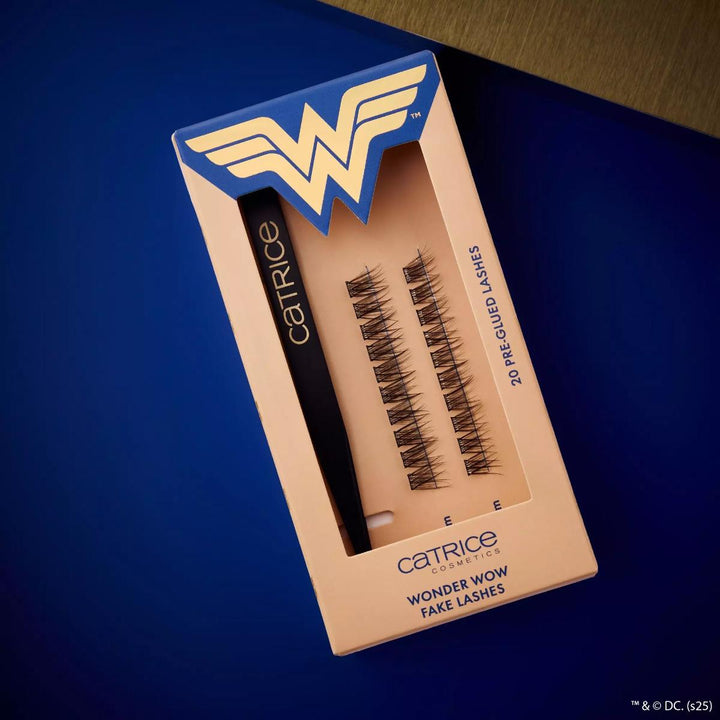 TM
CATRICE
20 PRE-GLUED LASHES
m
m
CATRICE
COSMETICS
WONDER WOW
FAKE LASHES
™ & © DC. (s25)